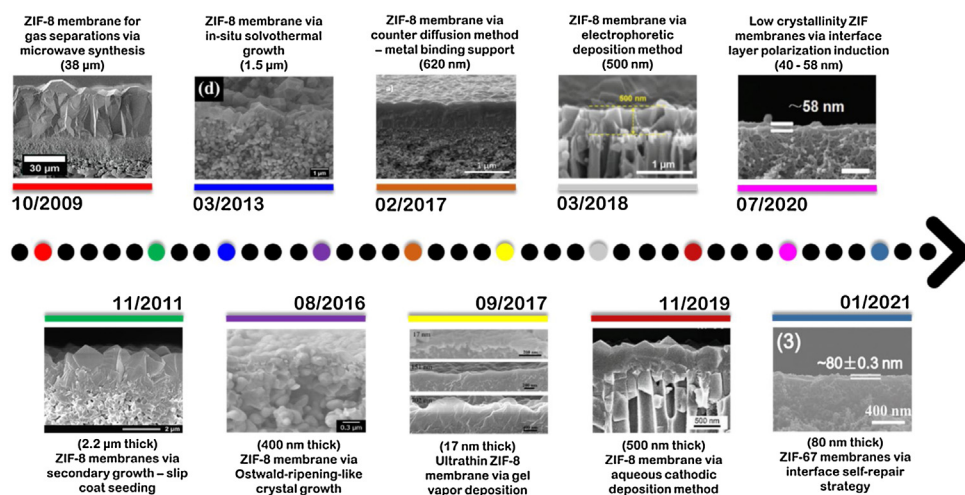 ZIF-8 membrane for
gas separations via
microwave synthesis
(38 µm)
30 µm
10/2009
ZIF-8 membrane via
in-situ solvothermal
growth
(1.5 µm)
(d)
1 µm
03/2013
ZIF-8 membrane via
counter diffusion method
– metal binding support
(620 nm)
1 µm
02/2017
ZIF-8 membrane via
electrophoretic
deposition method
(500 nm)
500 nm
1 µm
03/2018
Low crystallinity ZIF
membranes via interface
layer polarization induction
(40 - 58 nm)
~58 nm
07/2020
11/2011
2 µm
(2.2 µm thick)
ZIF-8 membranes via
secondary growth – slip
coat seeding
08/2016
0.3 µm
(400 nm thick)
ZIF-8 membrane via
Ostwald-ripening-like
crystal growth
09/2017
17 nm
(17 nm thick)
Ultrathin ZIF-8
membrane via gel
vapor deposition
11/2019
500 nm
(500 nm thick)
ZIF-8 membrane via
aqueous cathodic
deposition method
01/2021
(3)
~80±0.3 nm
400 nm
(80 nm thick)
ZIF-67 membranes via
interface self-repair
strategy